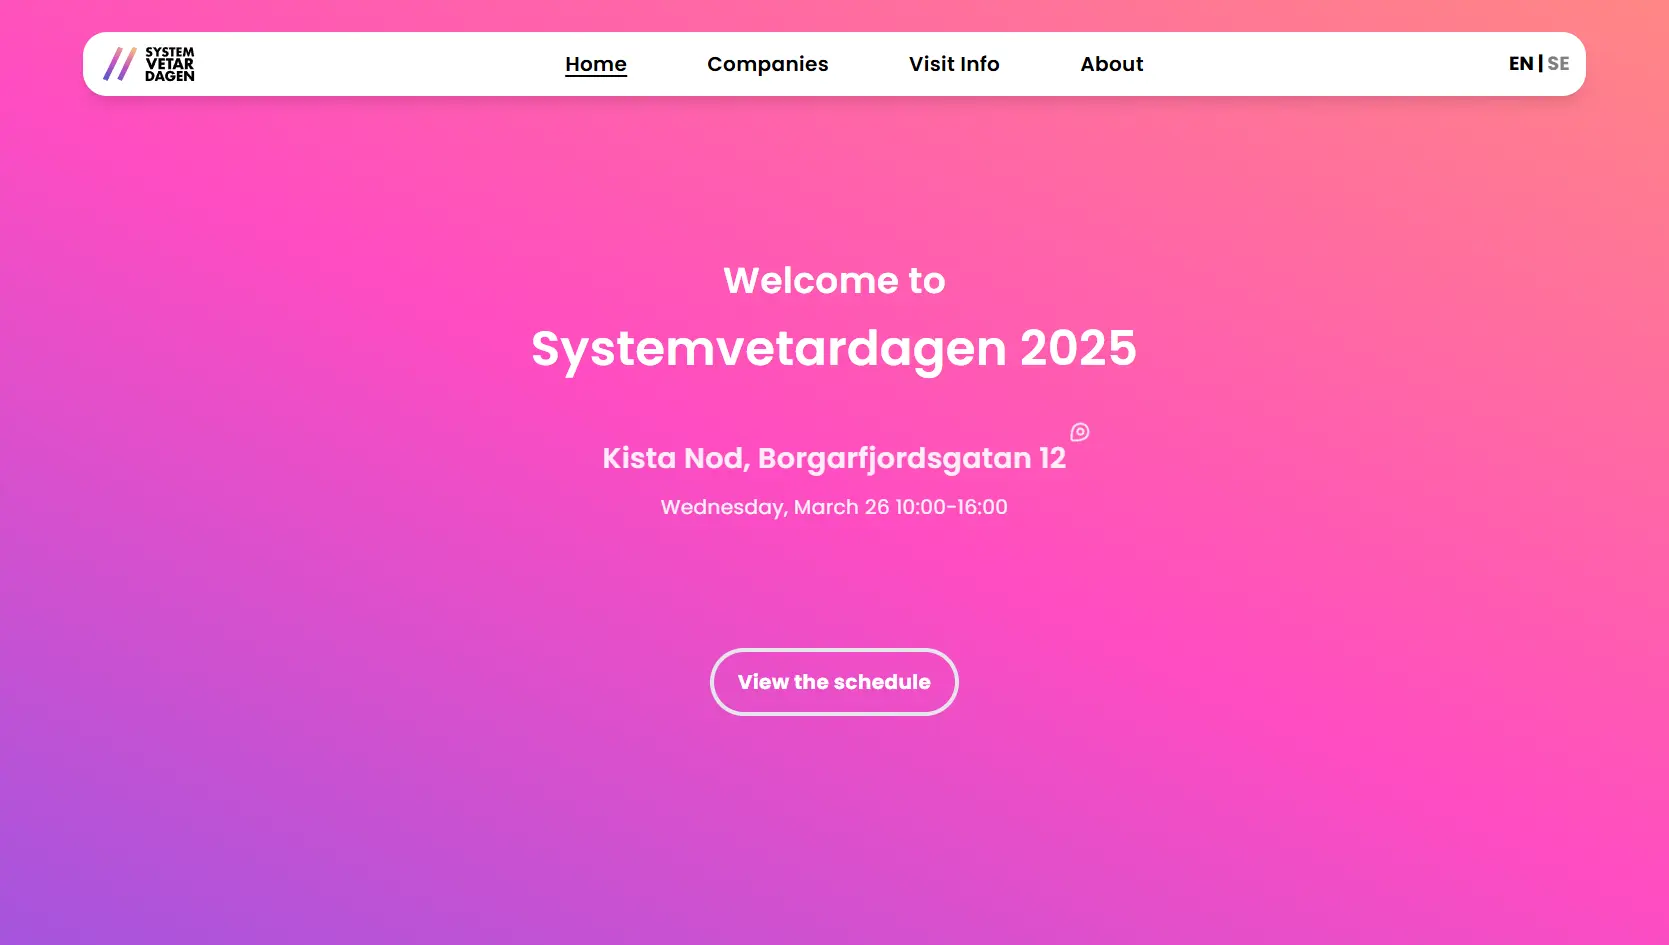 SYSTEM
VETAR
DAGEN
Home
Companies
Visit Info
About
EN | SE
Welcome to
Systemvetardagen 2025
Kista Nod, Borgarfjordsgatan 12
Wednesday, March 26 10:00-16:00
View the schedule